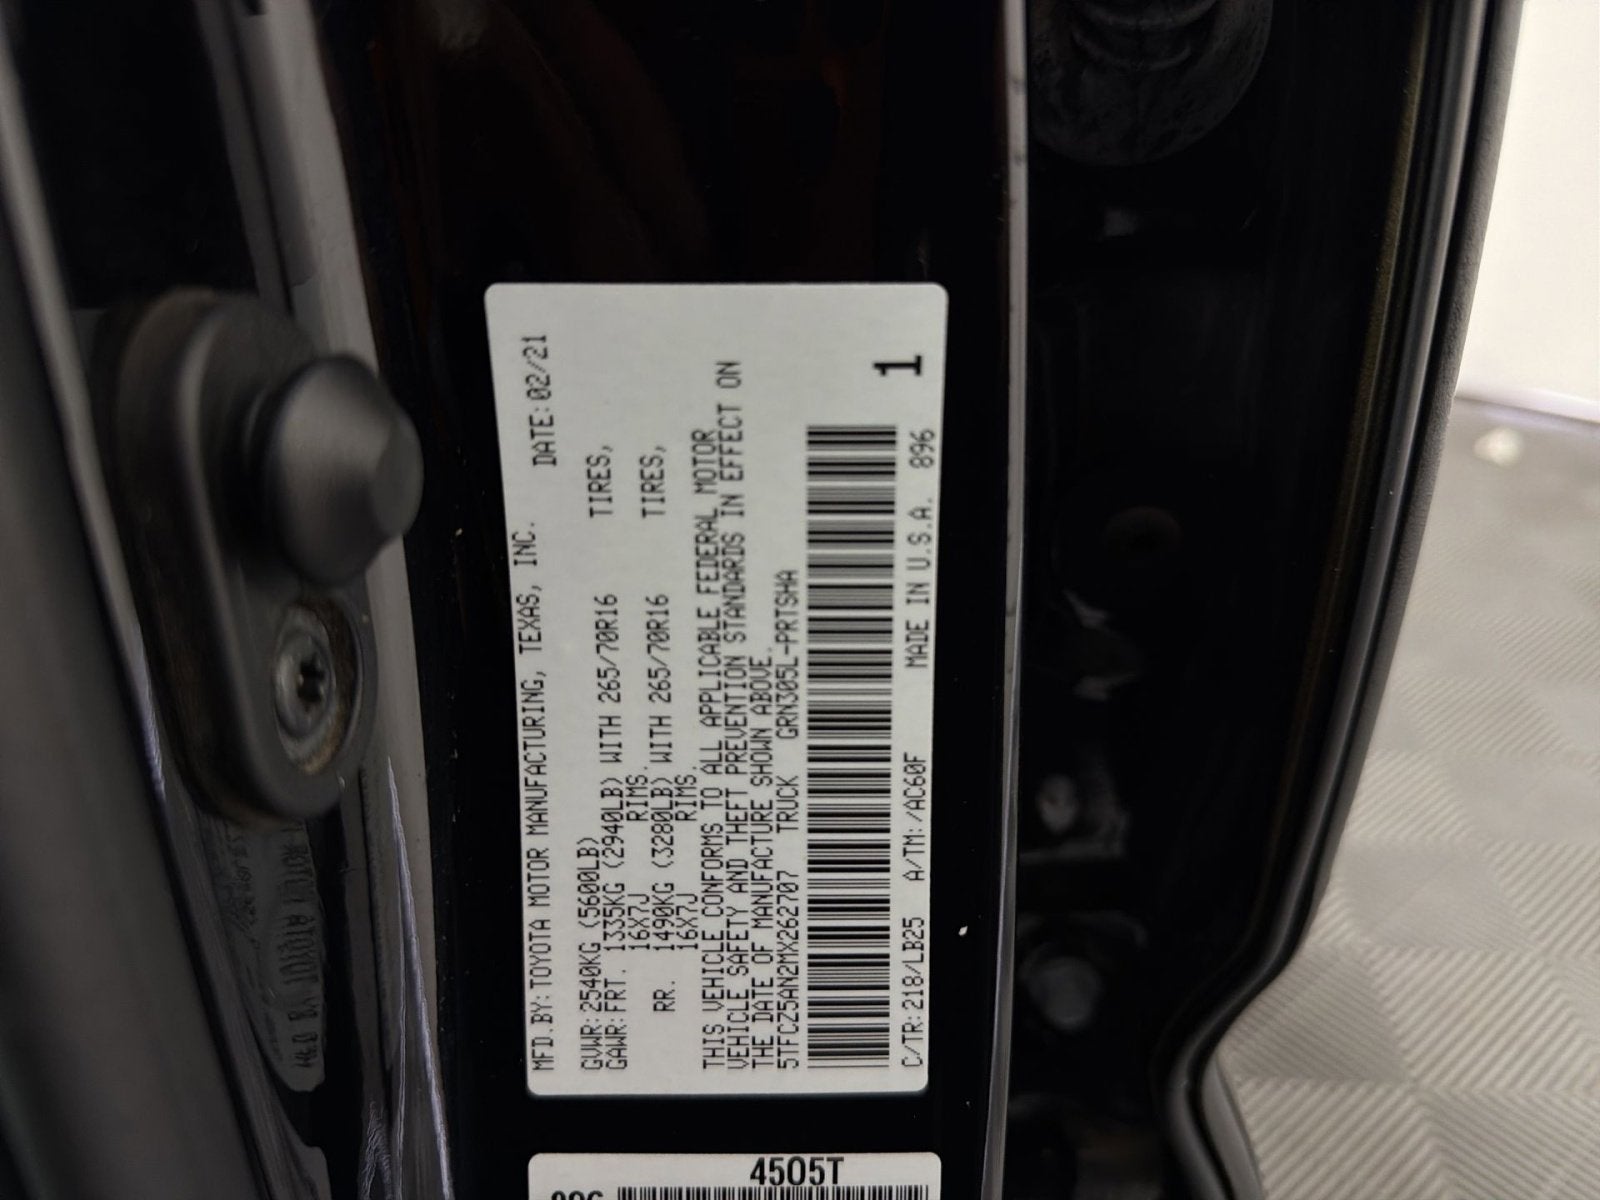 MFD.BY:TOYOTA MOTOR MANUFACTURING, TEXAS, INC.
DATE:02/21
GVWR:2540KG (5600LB)
GAWR:FRT. 1335KG (2940LB) WITH 265/70R16 TIRES,
16X7J RIMS.
RR. 1490KG (3280LB) WITH 265/70R16 TIRES,
16X7J RIMS.
THIS VEHICLE CONFORMS TO ALL APPLICABLE FEDERAL MOTOR
VEHICLE SAFETY AND THEFT PREVENTION STANDARDS IN EFFECT ON
THE DATE OF MANUFACTURE SHOWN ABOVE.
5TFCZ5AN2MX262707 TRUCK GRN305L-PRTSHA
1
C/TR:218/LB25 A/TM:/AC60F MADE IN U.S.A. 896
4505T